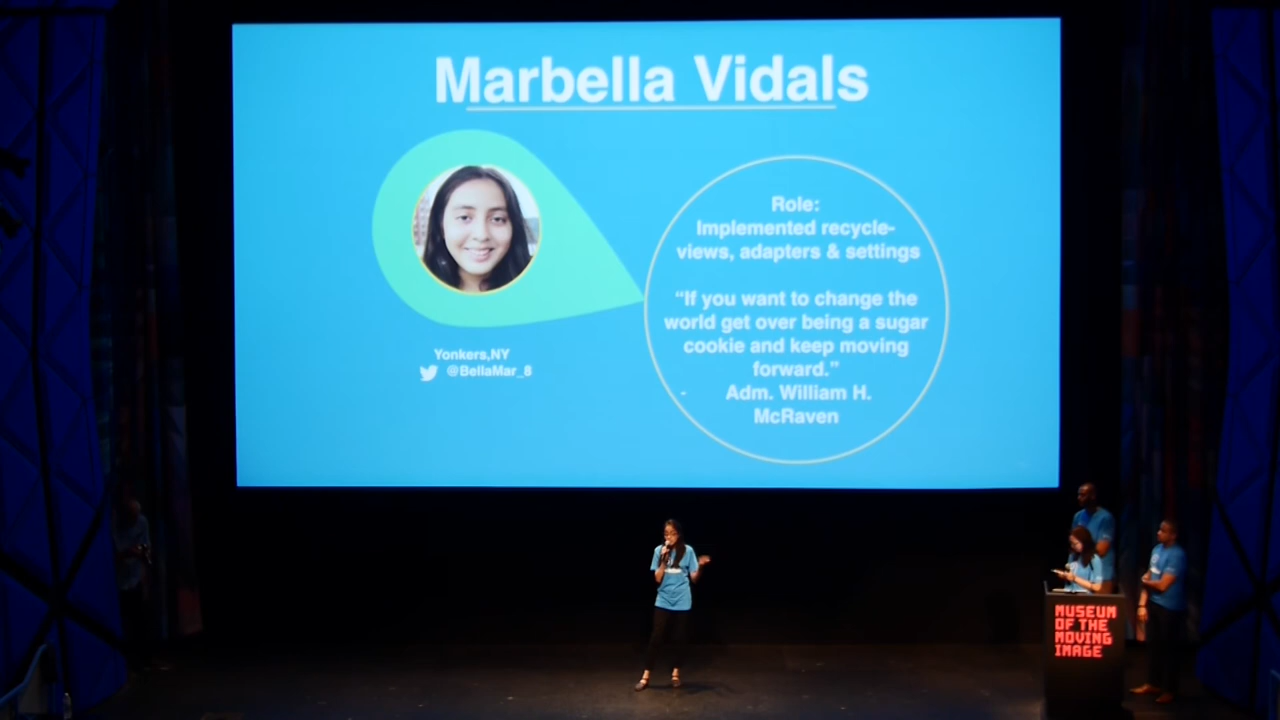 Marbella Vidals
Role:
Implemented recycle-
views, adapters & settings
“If you want to change the
world get over being a sugar
cookie and keep moving
forward.”
- Adm. William H.
McRaven
Yonkers,NY
@BellaMar_8
MUSEUM
OF THE
MOVING
IMAGE